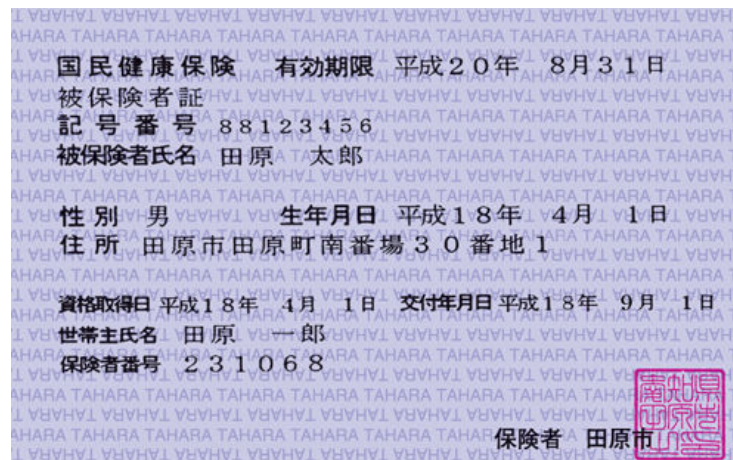 国民健康保険 有効期限 平成20年 8月31日
被保険者証
記号番号 88123456
被保険者氏名 田原 太郎
性別 男 生年月日 平成18年 4月 1日
住所 田原市田原町南番場30番地1
資格取得日 平成18年 4月 1日 交付年月日 平成18年 9月 1日
世帯主氏名 田原 一郎
保険者番号 231068
保険者 田原市